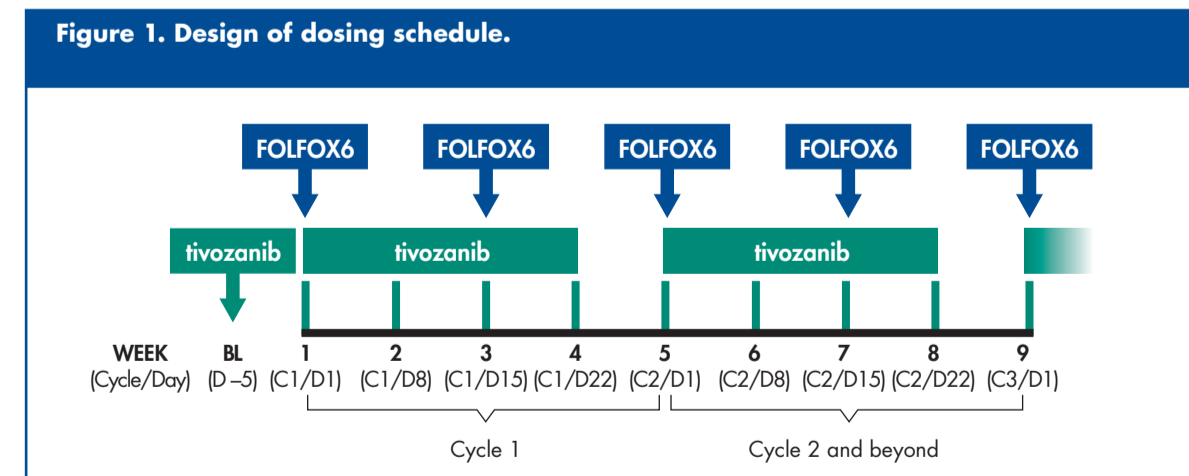 Figure 1. Design of dosing schedule.
FOLFOX6 FOLFOX6 FOLFOX6 FOLFOX6 FOLFOX6
tivozanib tivozanib tivozanib
WEEK BL 1 2 3 4 5 6 7 8 9
(Cycle/Day) (D –5) (C1/D1) (C1/D8) (C1/D15) (C1/D22) (C2/D1) (C2/D8) (C2/D15) (C2/D22) (C3/D1)
Cycle 1 Cycle 2 and beyond